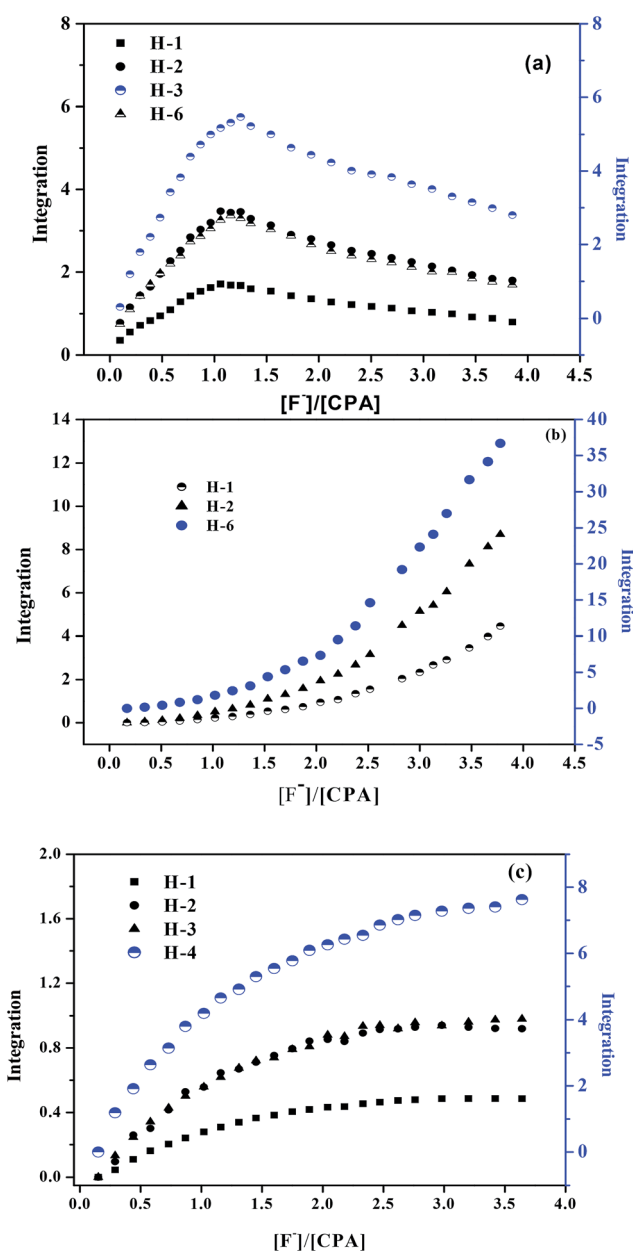 (a)
H-1
H-2
H-3
H-6
Integration
Integration
0 2 4 6 8
0 2 4 6 8
0.0 0.5 1.0 1.5 2.0 2.5 3.0 3.5 4.0 4.5
[F⁻]/[CPA]
(b)
H-1
H-2
H-6
Integration
Integration
0 2 4 6 8 10 12 14
-5 0 5 10 15 20 25 30 35 40
0.0 0.5 1.0 1.5 2.0 2.5 3.0 3.5 4.0 4.5
[F⁻]/[CPA]
(c)
H-1
H-2
H-3
H-4
Integration
Integration
0.0 0.4 0.8 1.2 1.6 2.0
0 2 4 6 8
0.0 0.5 1.0 1.5 2.0 2.5 3.0 3.5 4.0
[F⁻]/[CPA]